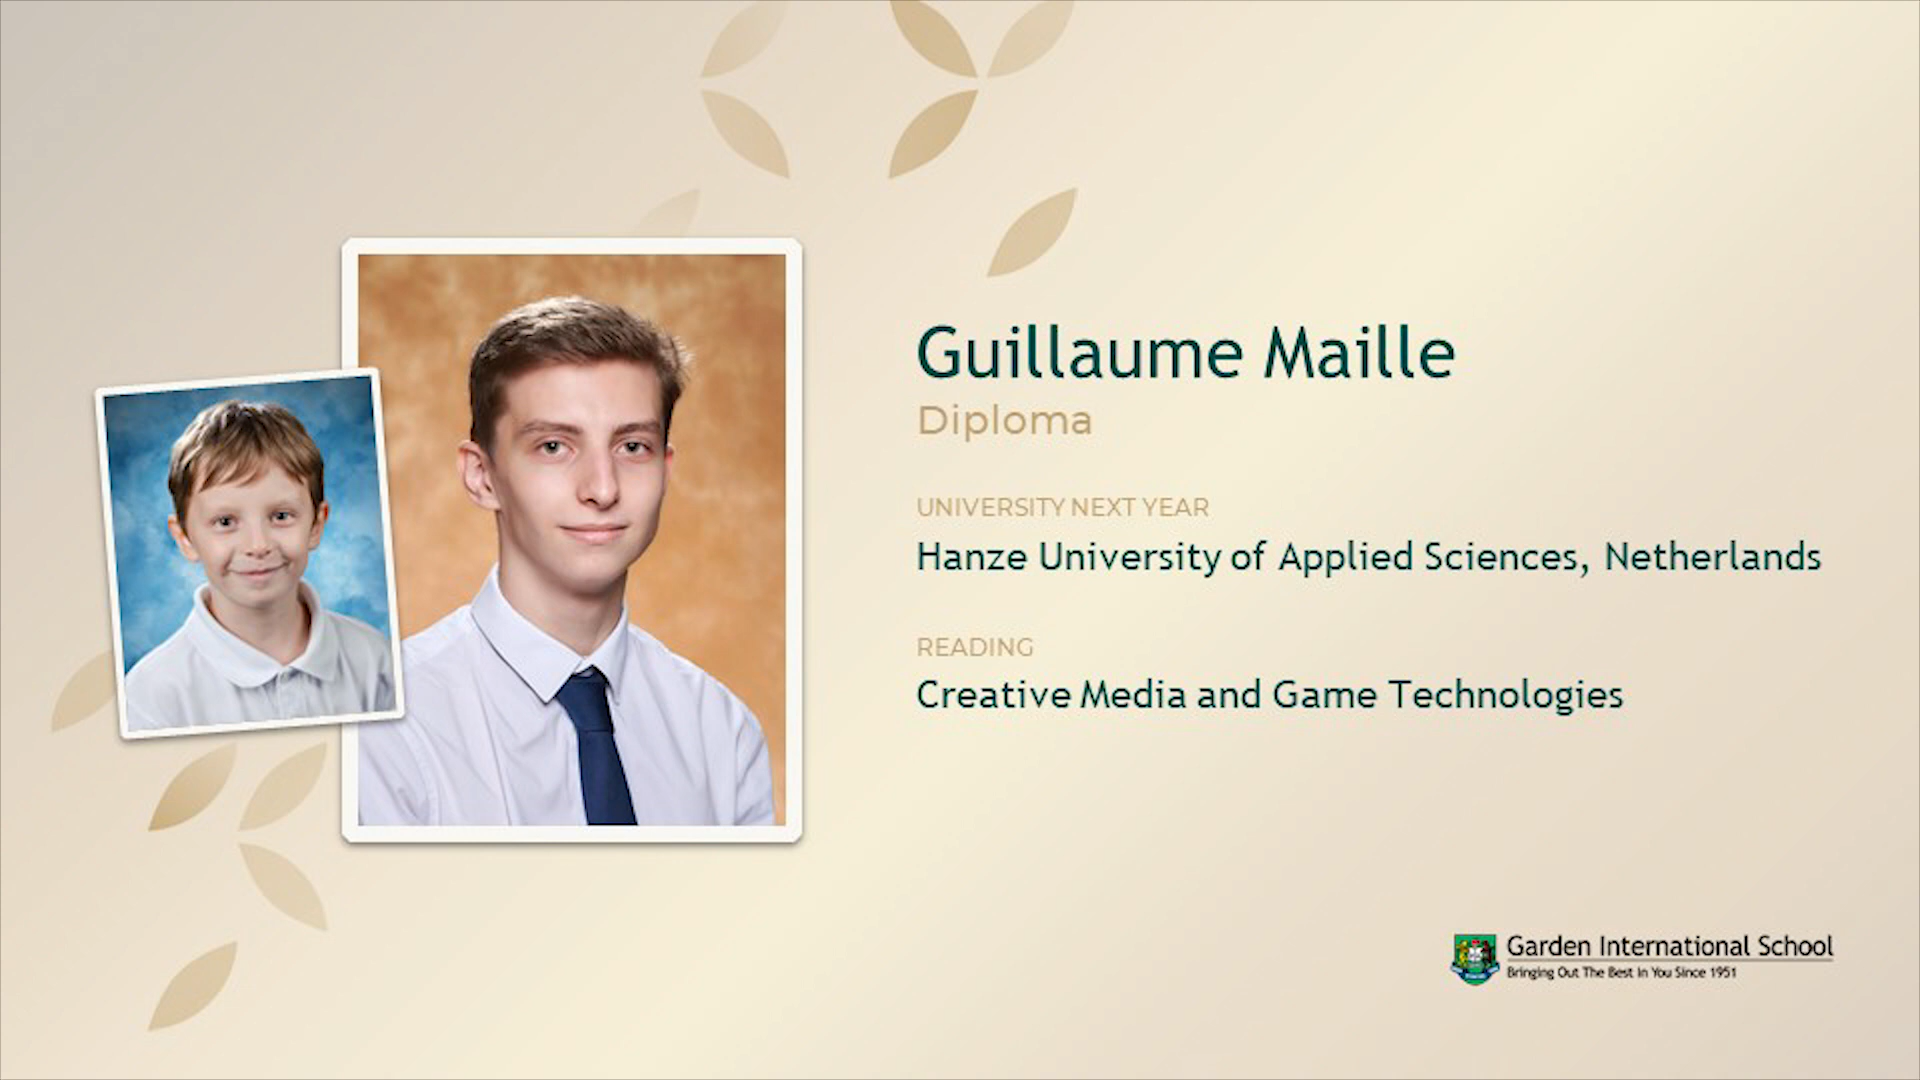 Guillaume Maille
Diploma
UNIVERSITY NEXT YEAR
Hanze University of Applied Sciences, Netherlands
READING
Creative Media and Game Technologies
Garden International School
Bringing Out The Best In You Since 1951